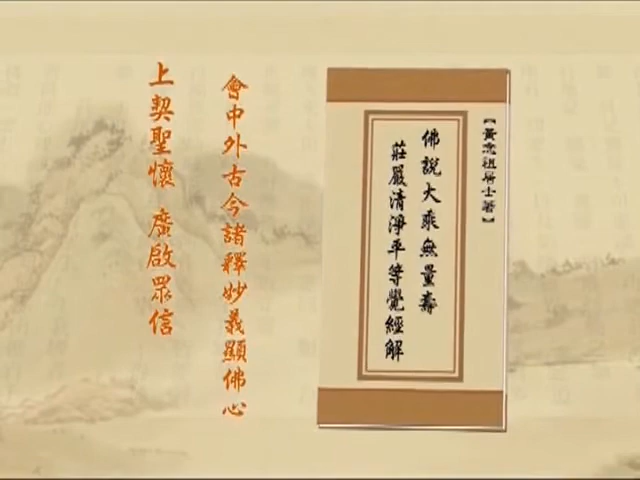 【黃念祖居士著】
佛說大乘無量壽
莊嚴清淨平等覺經解
會中外古今諸釋妙義顯佛心
上契聖懷 廣啟眾信